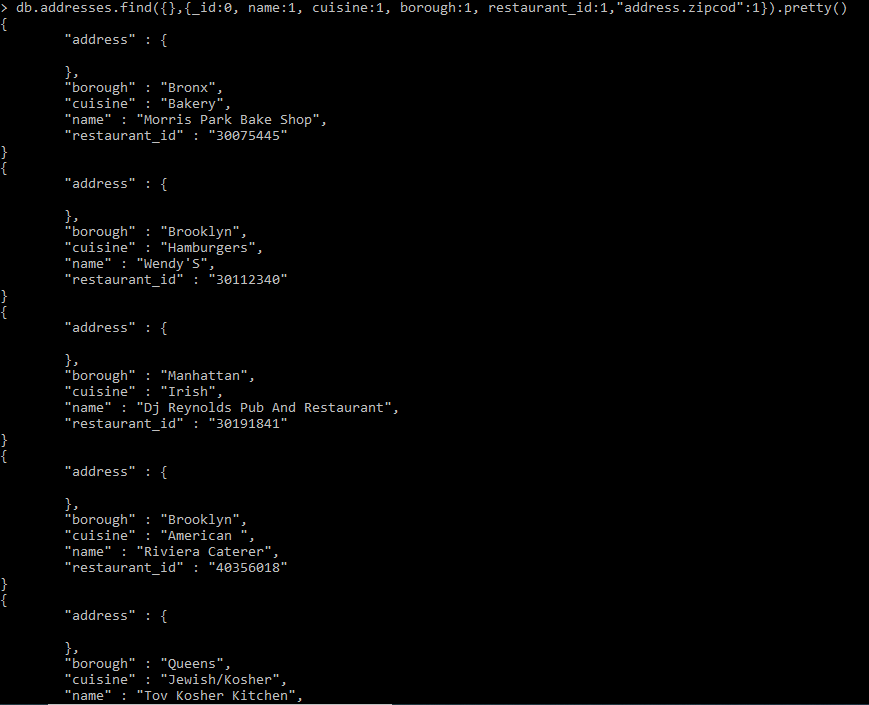 > db.addresses.find({},{_id:0, name:1, cuisine:1, borough:1, restaurant_id:1,"address.zipcod":1}).pretty()
{
"address" : {
},
"borough" : "Bronx",
"cuisine" : "Bakery",
"name" : "Morris Park Bake Shop",
"restaurant_id" : "30075445"
}
{
"address" : {
},
"borough" : "Brooklyn",
"cuisine" : "Hamburgers",
"name" : "Wendy'S",
"restaurant_id" : "30112340"
}
{
"address" : {
},
"borough" : "Manhattan",
"cuisine" : "Irish",
"name" : "Dj Reynolds Pub And Restaurant",
"restaurant_id" : "30191841"
}
{
"address" : {
},
"borough" : "Brooklyn",
"cuisine" : "American ",
"name" : "Riviera Caterer",
"restaurant_id" : "40356018"
}
{
"address" : {
},
"borough" : "Queens",
"cuisine" : "Jewish/Kosher",
"name" : "Tov Kosher Kitchen",